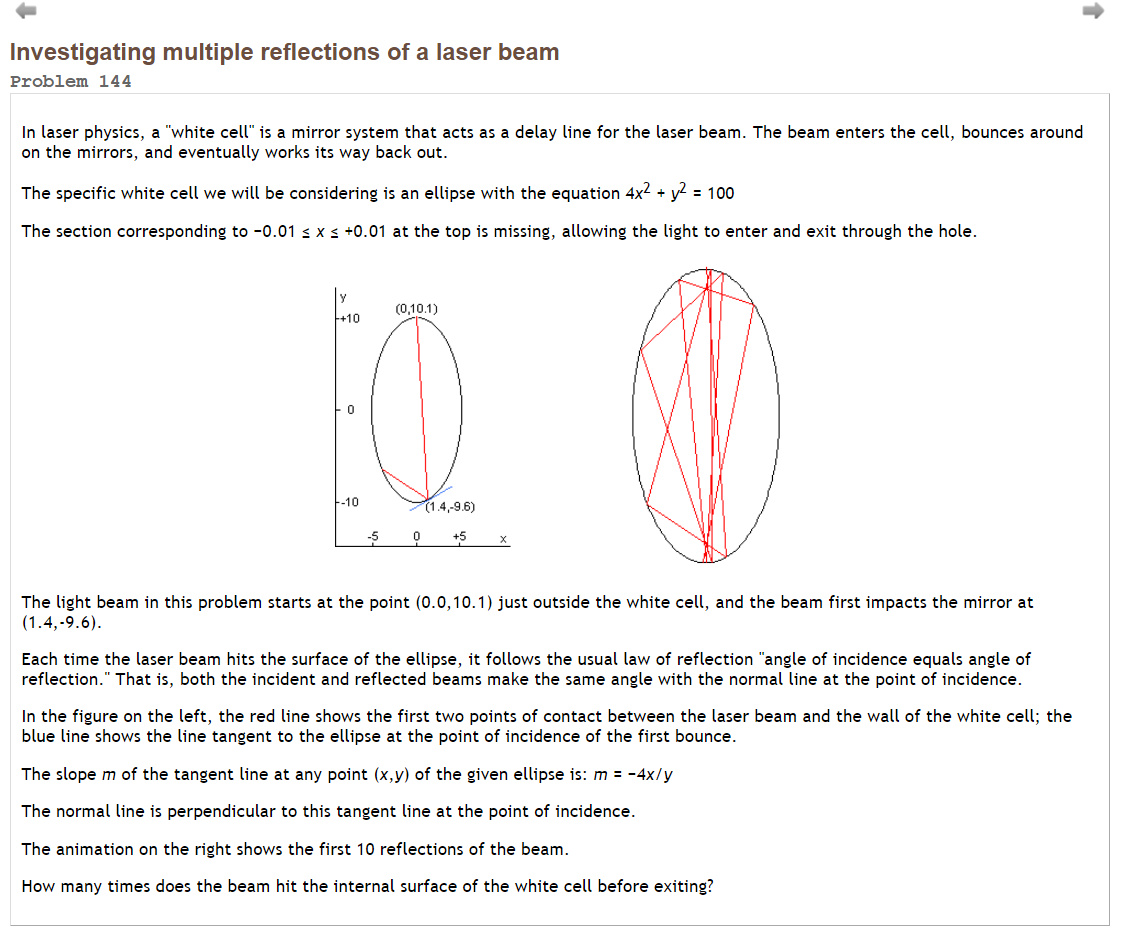 Investigating multiple reflections of a laser beam
Problem 144
In laser physics, a "white cell" is a mirror system that acts as a delay line for the laser beam. The beam enters the cell, bounces around
on the mirrors, and eventually works its way back out.
The specific white cell we will be considering is an ellipse with the equation 4x² + y² = 100
The section corresponding to −0.01 ≤ x ≤ +0.01 at the top is missing, allowing the light to enter and exit through the hole.
y
(0,10.1)
+10
0
-10
(1.4,-9.6)
-5 0 +5 x
The light beam in this problem starts at the point (0.0,10.1) just outside the white cell, and the beam first impacts the mirror at
(1.4,-9.6).
Each time the laser beam hits the surface of the ellipse, it follows the usual law of reflection "angle of incidence equals angle of
reflection." That is, both the incident and reflected beams make the same angle with the normal line at the point of incidence.
In the figure on the left, the red line shows the first two points of contact between the laser beam and the wall of the white cell; the
blue line shows the line tangent to the ellipse at the point of incidence of the first bounce.
The slope m of the tangent line at any point (x,y) of the given ellipse is: m = −4x/y
The normal line is perpendicular to this tangent line at the point of incidence.
The animation on the right shows the first 10 reflections of the beam.
How many times does the beam hit the internal surface of the white cell before exiting?